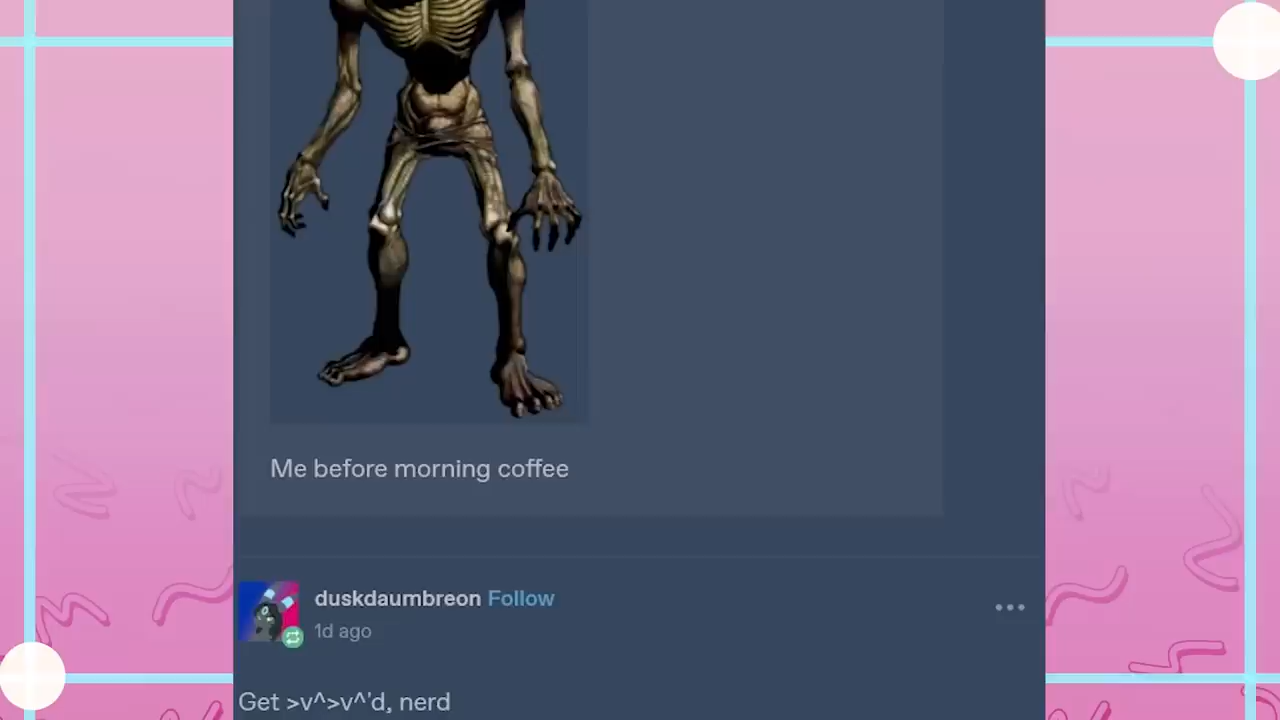 Me before morning coffee
duskdaumbreon Follow
1d ago
Get >v^>v^'d, nerd